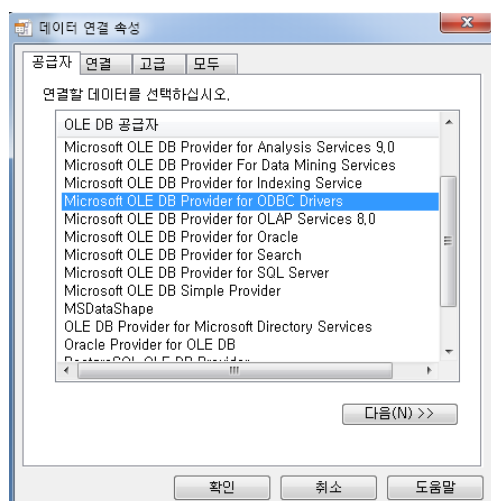 데이터 연결 속성
공급자 연결 고급 모두
연결할 데이터를 선택하십시오.
OLE DB 공급자
Microsoft OLE DB Provider for Analysis Services 9.0
Microsoft OLE DB Provider For Data Mining Services
Microsoft OLE DB Provider for Indexing Service
Microsoft OLE DB Provider for ODBC Drivers
Microsoft OLE DB Provider for OLAP Services 8.0
Microsoft OLE DB Provider for Oracle
Microsoft OLE DB Provider for Search
Microsoft OLE DB Provider for SQL Server
Microsoft OLE DB Simple Provider
MSDataShape
OLE DB Provider for Microsoft Directory Services
Oracle Provider for OLE DB
PostgreSQL OLE DB Provider
다음(N) >>
확인 취소 도움말